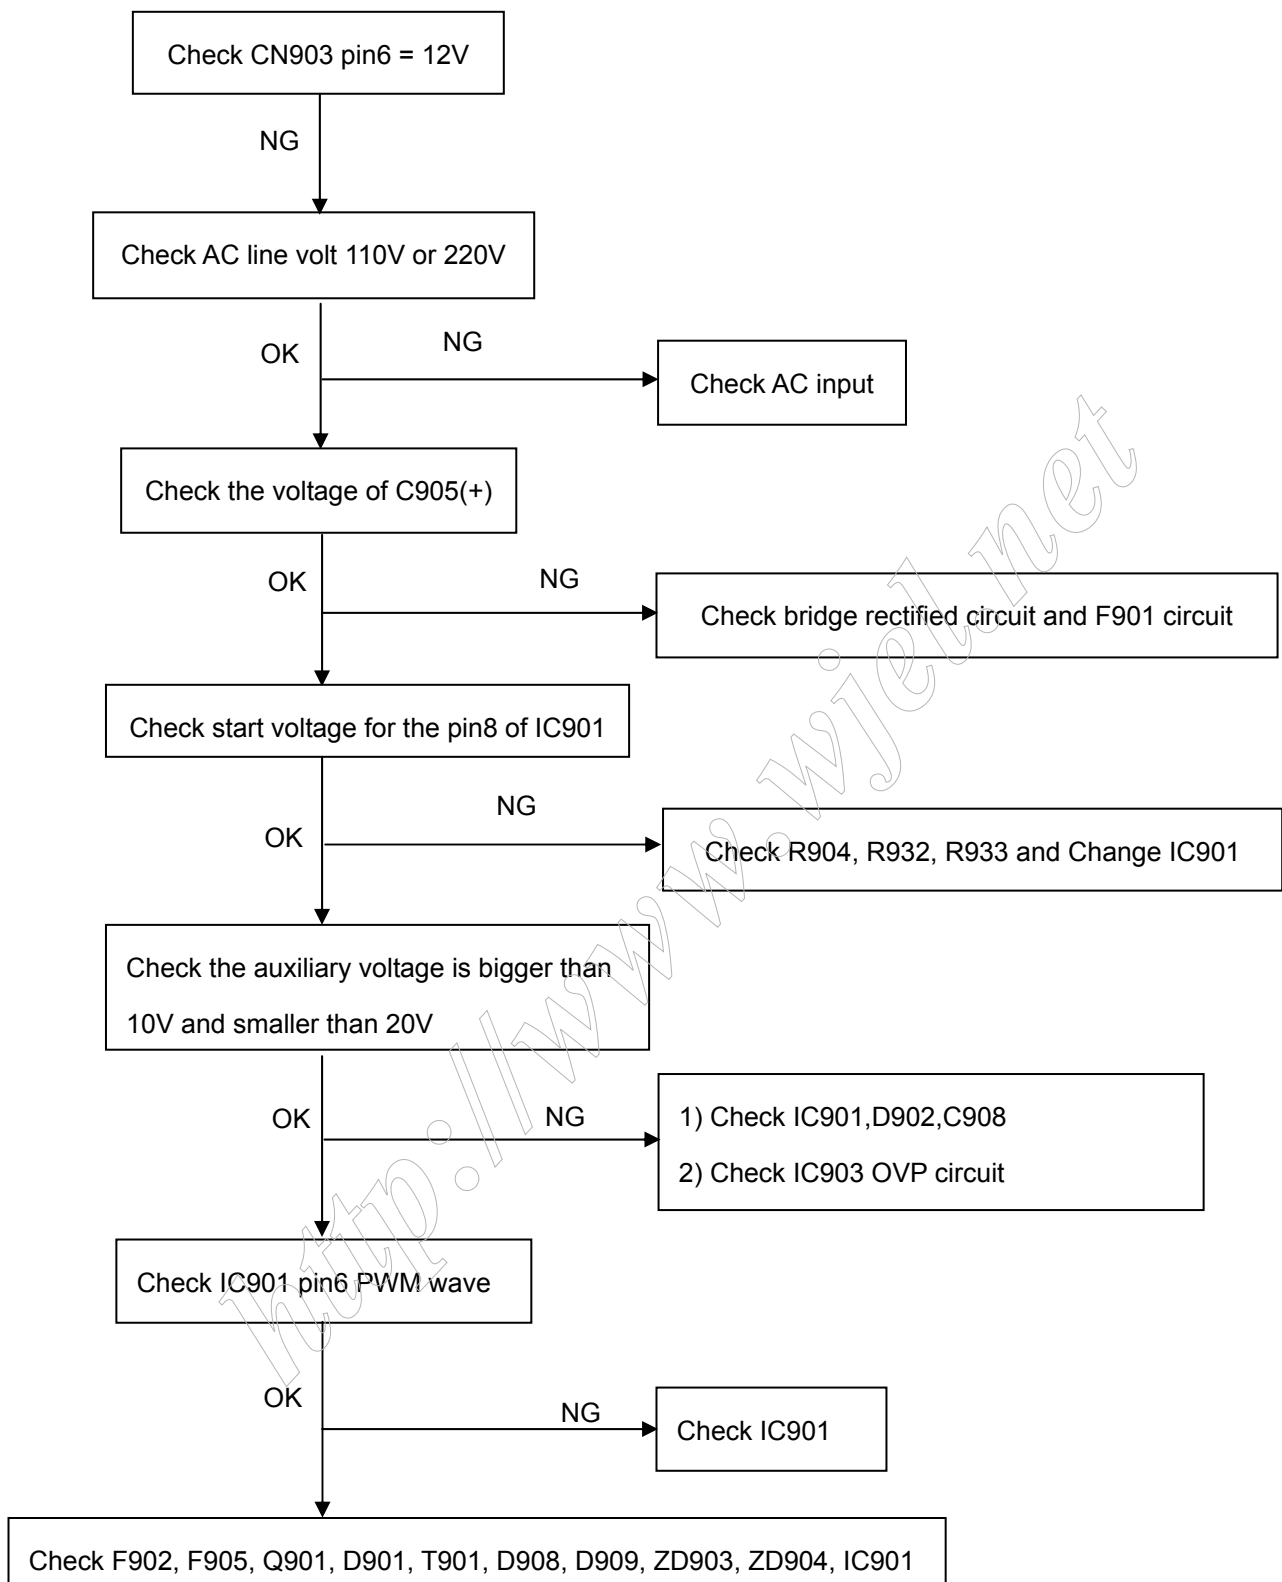 Check CN903 pin6 = 12V
NG
Check AC line volt 110V or 220V
OK
NG
Check AC input
Check the voltage of C905(+)
OK
NG
Check bridge rectified circuit and F901 circuit
Check start voltage for the pin8 of IC901
NG
OK
Check R904, R932, R933 and Change IC901
Check the auxiliary voltage is bigger than
10V and smaller than 20V
OK
NG
1) Check IC901,D902,C908
2) Check IC903 OVP circuit
Check IC901 pin6 PWM wave
OK
NG
Check IC901
Check F902, F905, Q901, D901, T901, D908, D909, ZD903, ZD904, IC901
http://www.wjel.net